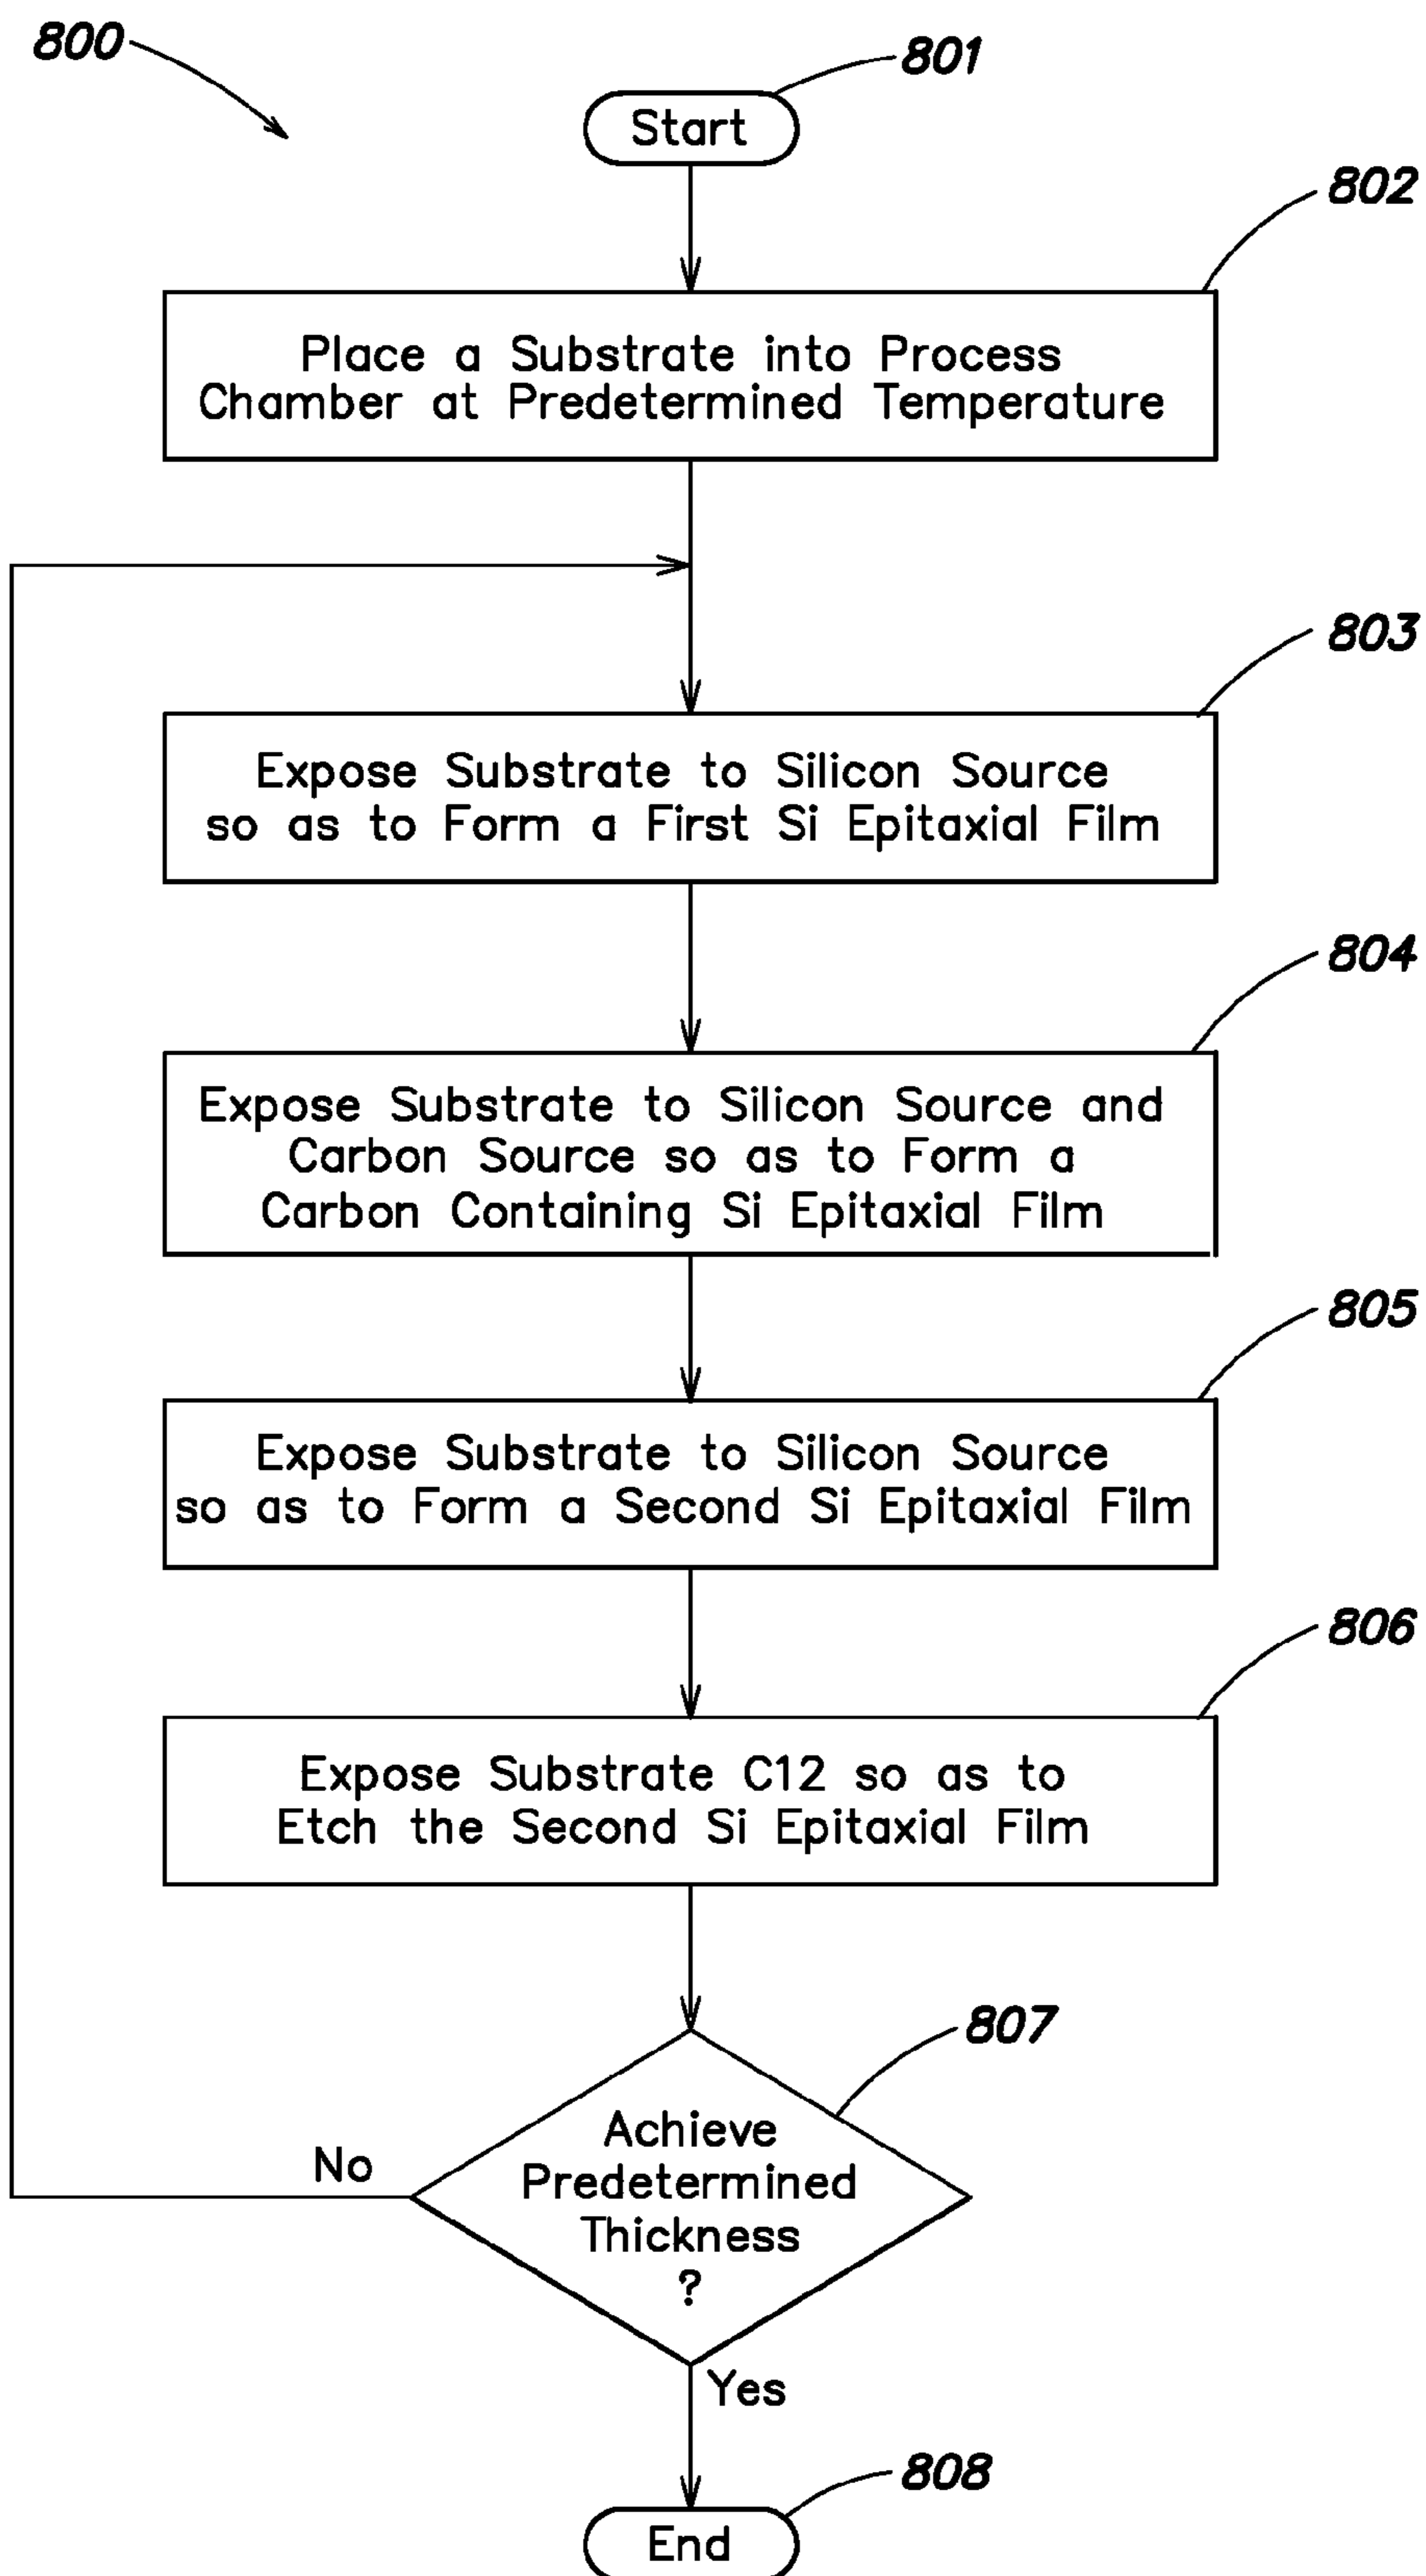 800
801
Start
802
Place a Substrate into Process
Chamber at Predetermined Temperature
803
Expose Substrate to Silicon Source
so as to Form a First Si Epitaxial Film
804
Expose Substrate to Silicon Source and
Carbon Source so as to Form a
Carbon Containing Si Epitaxial Film
805
Expose Substrate to Silicon Source
so as to Form a Second Si Epitaxial Film
806
Expose Substrate C12 so as to
Etch the Second Si Epitaxial Film
807
Achieve
Predetermined
Thickness
?
No
Yes
808
End